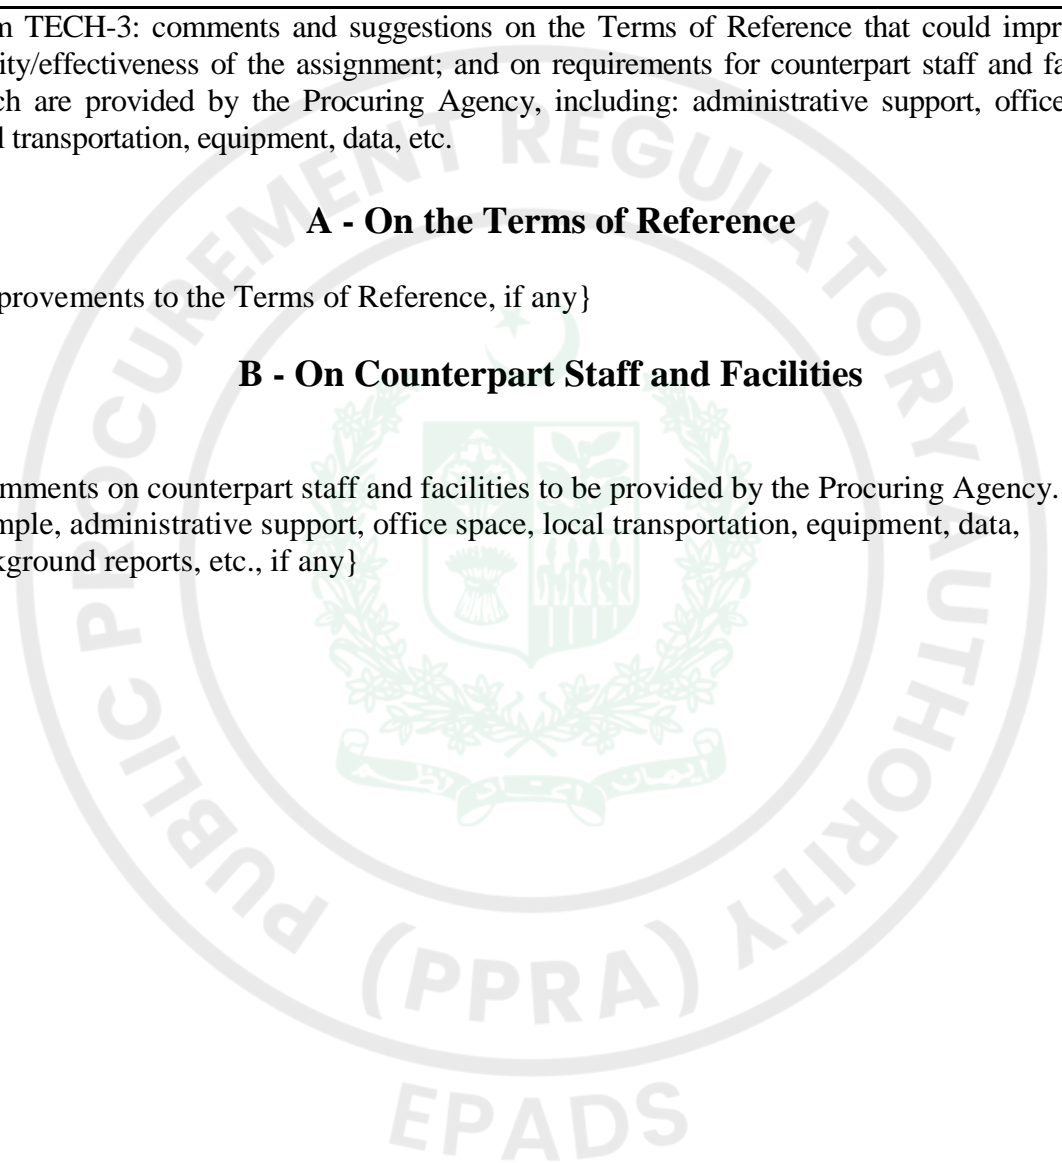 m TECH-3: comments and suggestions on the Terms of Reference that could impr
ity/effectiveness of the assignment; and on requirements for counterpart staff and fa
ch are provided by the Procuring Agency, including: administrative support, office
l transportation, equipment, data, etc.
A - On the Terms of Reference
provements to the Terms of Reference, if any}
B - On Counterpart Staff and Facilities
mments on counterpart staff and facilities to be provided by the Procuring Agency.
mple, administrative support, office space, local transportation, equipment, data,
kground reports, etc., if any}
PUBLIC PROCUREMENT REGULATORY AUTHORITY
(PPRA)
EPADS